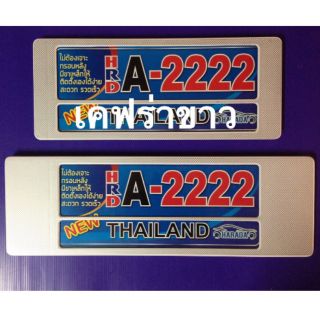 ไม่ต้องเจาะ
กรอบหลัง
มีขาเหล็กให้
ติดตั้งเองได้ง่าย
สะดวก รวดเร็ว
HRD
A-2222
NEW THAILAND HARADA
เคฟร่าขาว
ไม่ต้องเจาะ
กรอบหลัง
มีขาเหล็กให้
ติดตั้งเองได้ง่าย
สะดวก รวดเร็ว
HRD
A-2222
NEW THAILAND HARADA